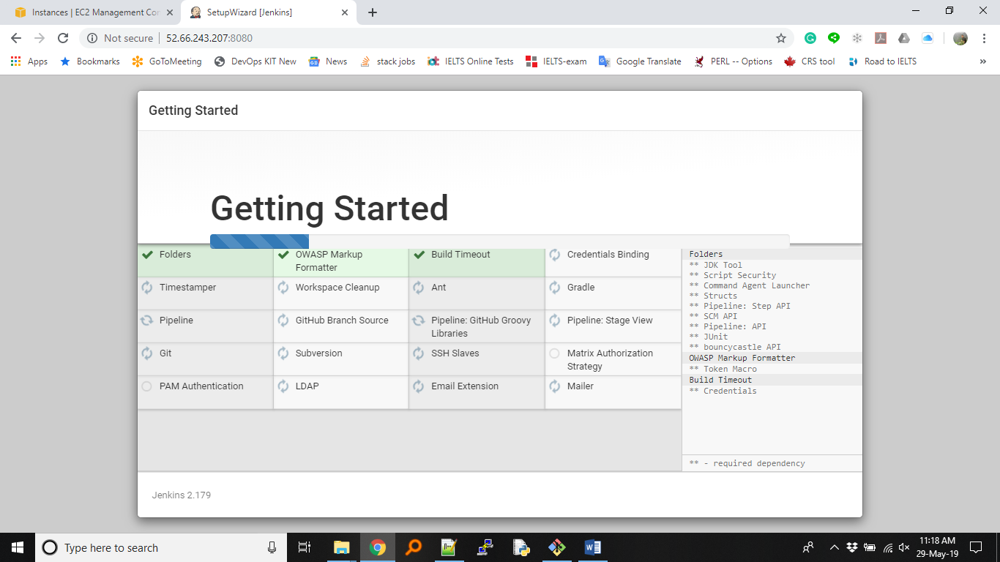 Instances | EC2 Management Con
SetupWizard [Jenkins]
Not secure
52.66.243.207:8080
Apps
Bookmarks
GoToMeeting
DevOps KIT New
News
stack jobs
IELTS Online Tests
IELTS-exam
Google Translate
PERL -- Options
CRS tool
Road to IELTS
»
Getting Started
Getting Started
Folders
OWASP Markup
Formatter
Build Timeout
Credentials Binding
Timestamper
Workspace Cleanup
Ant
Gradle
Pipeline
GitHub Branch Source
Pipeline: GitHub Groovy
Libraries
Pipeline: Stage View
Git
Subversion
SSH Slaves
Matrix Authorization
Strategy
PAM Authentication
LDAP
Email Extension
Mailer
Folders
** JDK Tool
** Script Security
** Command Agent Launcher
** Structs
** Pipeline: Step API
** SCM API
** Pipeline: API
** JUnit
** bouncycastle API
OWASP Markup Formatter
** Token Macro
Build Timeout
** Credentials
** - required dependency
Jenkins 2.179
Type here to search
11:18 AM
29-May-19